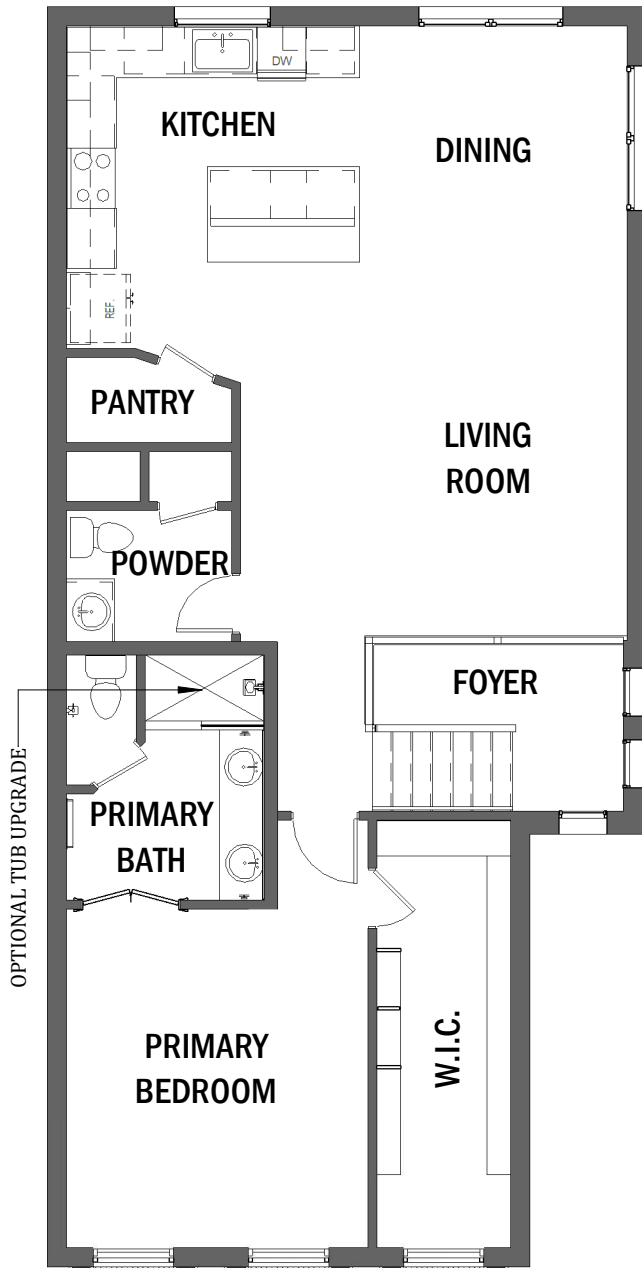 DW
KITCHEN
DINING
REF.
PANTRY
LIVING
ROOM
POWDER
FOYER
OPTIONAL TUB UPGRADE
PRIMARY
BATH
W.I.C.
PRIMARY
BEDROOM